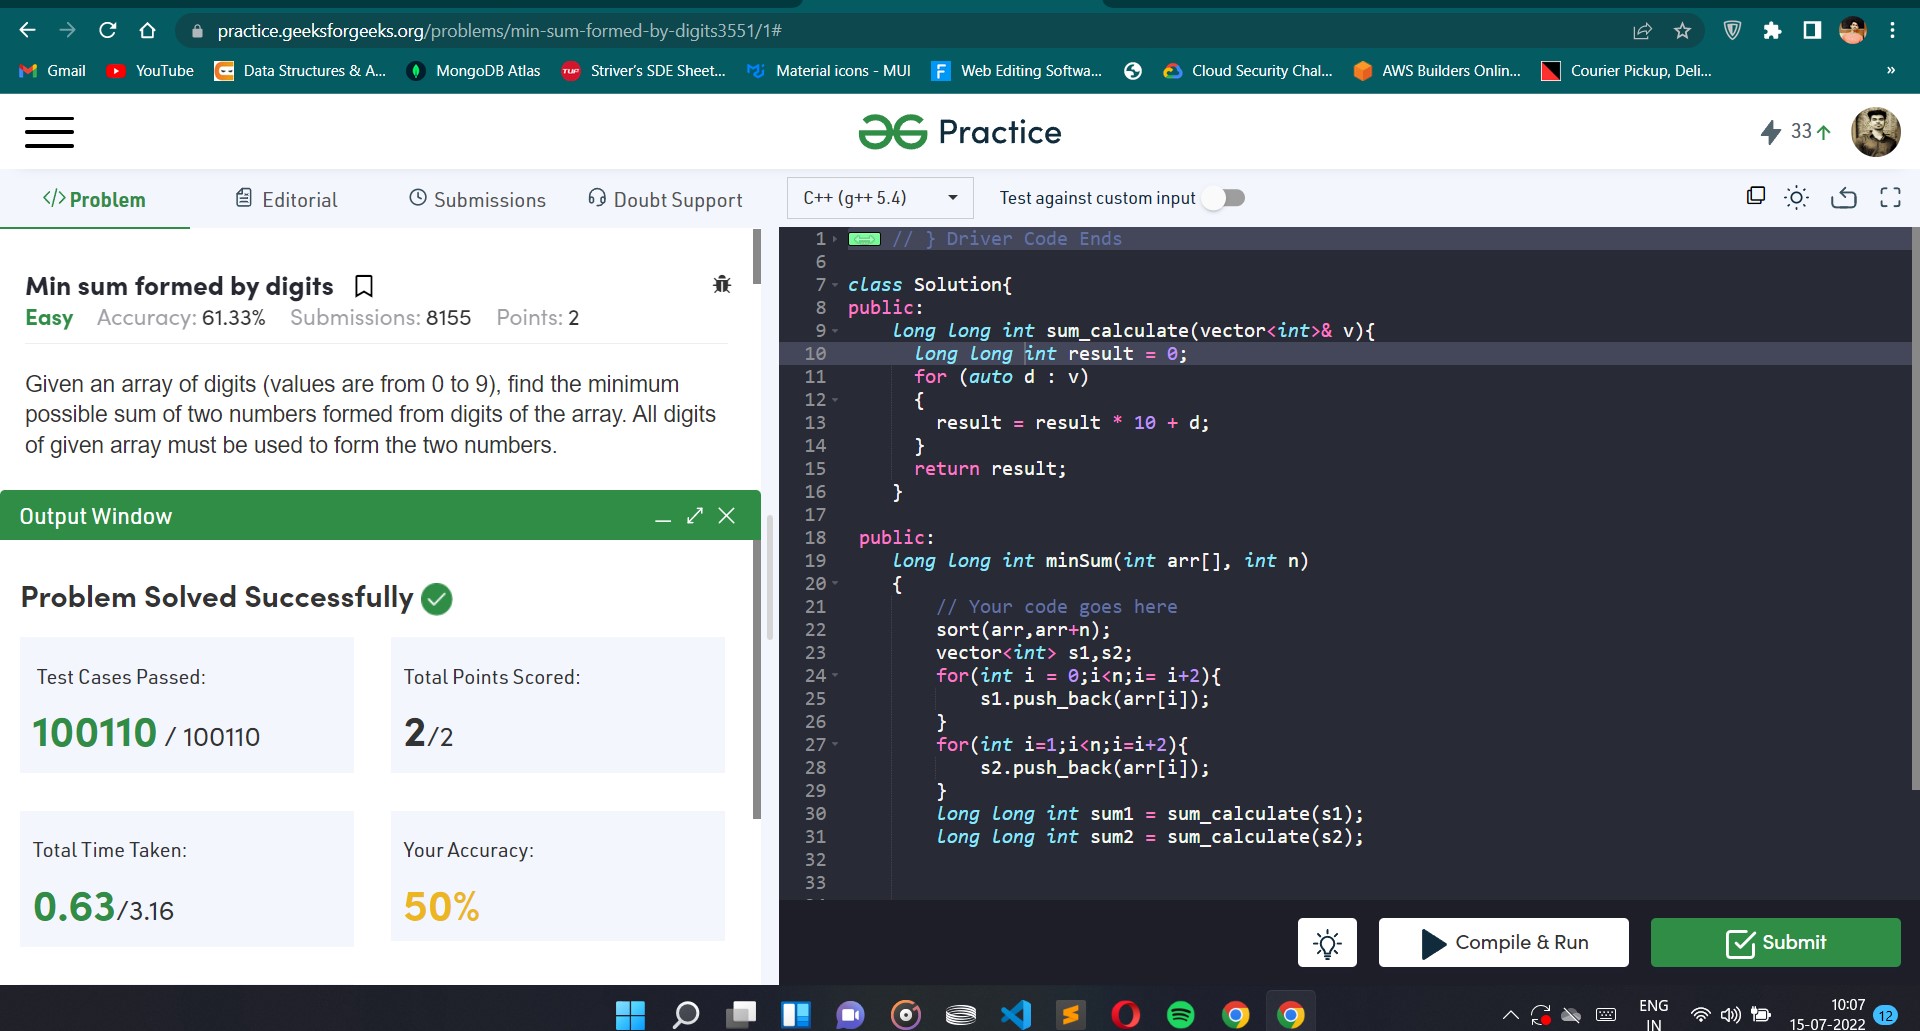 practice.geeksforgeeks.org/problems/min-sum-formed-by-digits3551/1#
Gmail YouTube Data Structures & A... MongoDB Atlas Striver's SDE Sheet... Material icons - MUI Web Editing Softwa... Cloud Security Chal... AWS Builders Onlin... Courier Pickup, Deli... »
Practice
33
</>Problem Editorial Submissions Doubt Support
C++ (g++ 5.4) Test against custom input
Min sum formed by digits
Easy Accuracy: 61.33% Submissions: 8155 Points: 2
Given an array of digits (values are from 0 to 9), find the minimum
possible sum of two numbers formed from digits of the array. All digits
of given array must be used to form the two numbers.
Output Window
Problem Solved Successfully
Test Cases Passed:
100110 / 100110
Total Points Scored:
2/2
Total Time Taken:
0.63/3.16
Your Accuracy:
50%
1 // } Driver Code Ends
6
7 class Solution{
8 public:
9 long long int sum_calculate(vector<int>& v){
10 long long int result = 0;
11 for (auto d : v)
12 {
13 result = result * 10 + d;
14 }
15 return result;
16 }
17
18 public:
19 long long int minSum(int arr[], int n)
20 {
21 // Your code goes here
22 sort(arr,arr+n);
23 vector<int> s1,s2;
24 for(int i = 0;i<n;i= i+2){
25 s1.push_back(arr[i]);
26 }
27 for(int i=1;i<n;i=i+2){
28 s2.push_back(arr[i]);
29 }
30 long long int sum1 = sum_calculate(s1);
31 long long int sum2 = sum_calculate(s2);
32
33
Compile & Run Submit
ENG
IN
10:07
15-07-2022
12